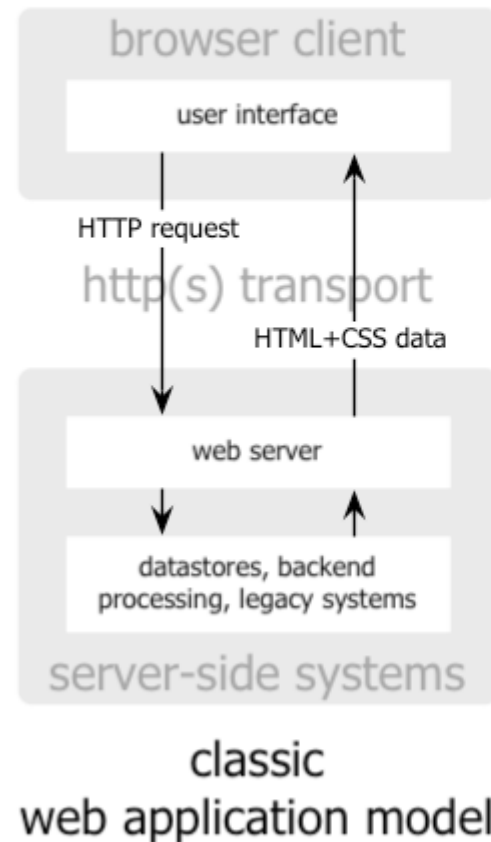 browser client
user interface
HTTP request
http(s) transport
HTML+CSS data
web server
datastores, backend
processing, legacy systems
server-side systems
classic
web application model